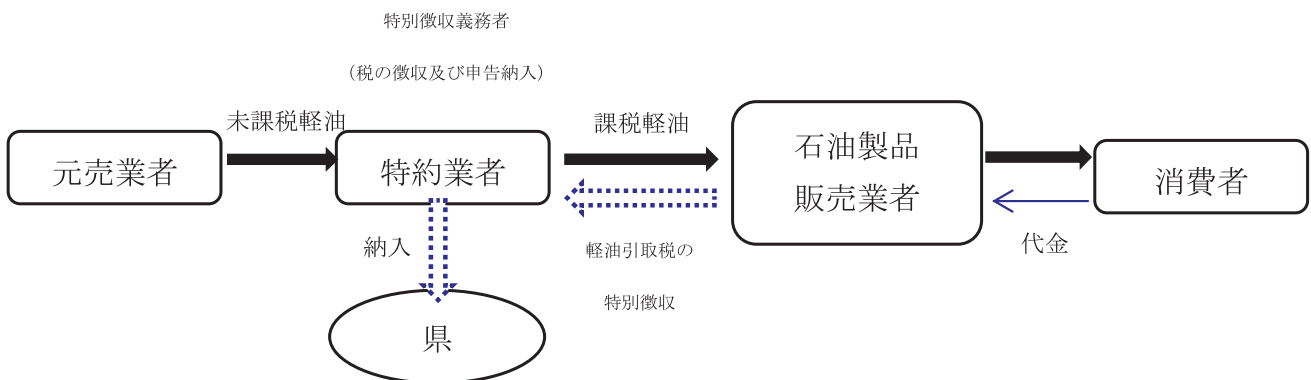 特別徴収義務者
（税の徴収及び申告納入）
未課税軽油
課税軽油
元売業者
特約業者
石油製品
販売業者
消費者
納入
軽油引取税の
特別徴収
代金
県